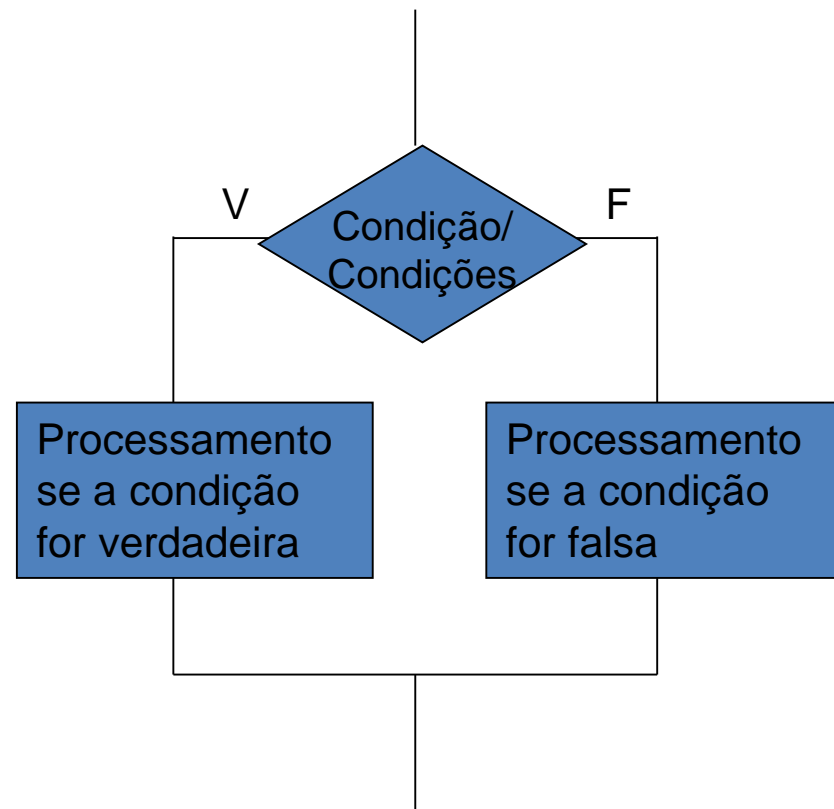 V
F
Condição/
Condições
Processamento
se a condição
for verdadeira
Processamento
se a condição
for falsa